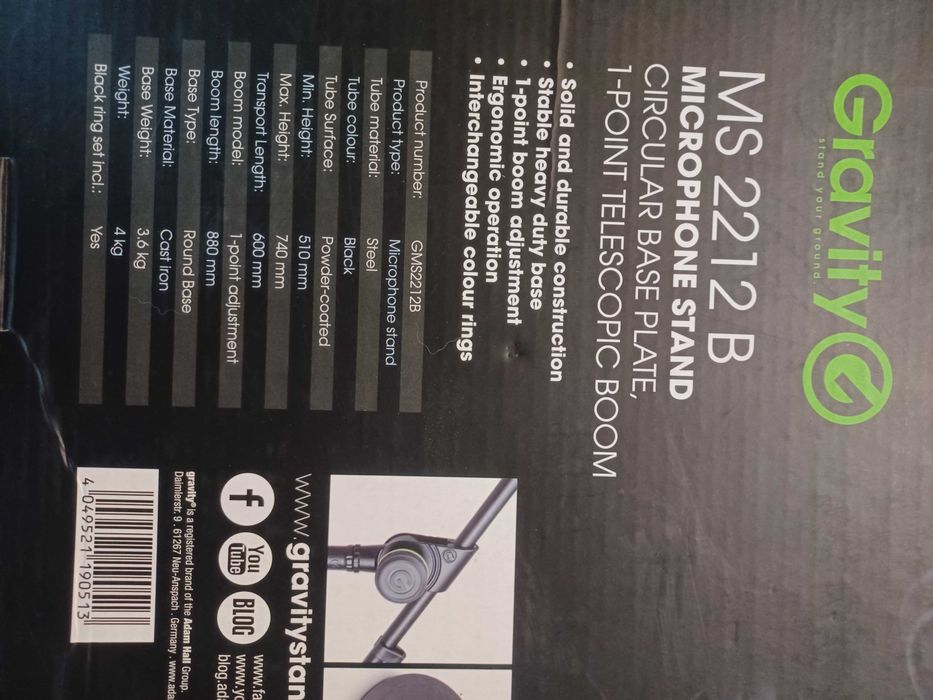 Gravity
stand your ground.
MS 2212 B
MICROPHONE STAND
CIRCULAR BASE PLATE,
1-POINT TELESCOPIC BOOM
• Solid and durable construction
• Stable heavy duty base
• 1-point boom adjustment
• Ergonomic operation
• Interchangeable colour rings
Product number: GMS2212B
Product type: Microphone stand
Tube material: Steel
Tube colour: Black
Tube Surface: Powder-coated
Min. Height: 510 mm
Max. Height: 740 mm
Transport Length: 600 mm
Boom model: 1-point adjustment
Boom length: 880 mm
Base Type: Round Base
Base Material: Cast iron
Base Weight: 3.6 kg
Weight: 4 kg
Black ring set incl.: Yes
www.gravitystan
f You Tube BLOG
www.fa
www.yo
blog.ad
gravity® is a registered brand of the Adam Hall Group.
Daimlerstr. 9 . 61267 Neu-Anspach . Germany . www.ada
4 049521 190513